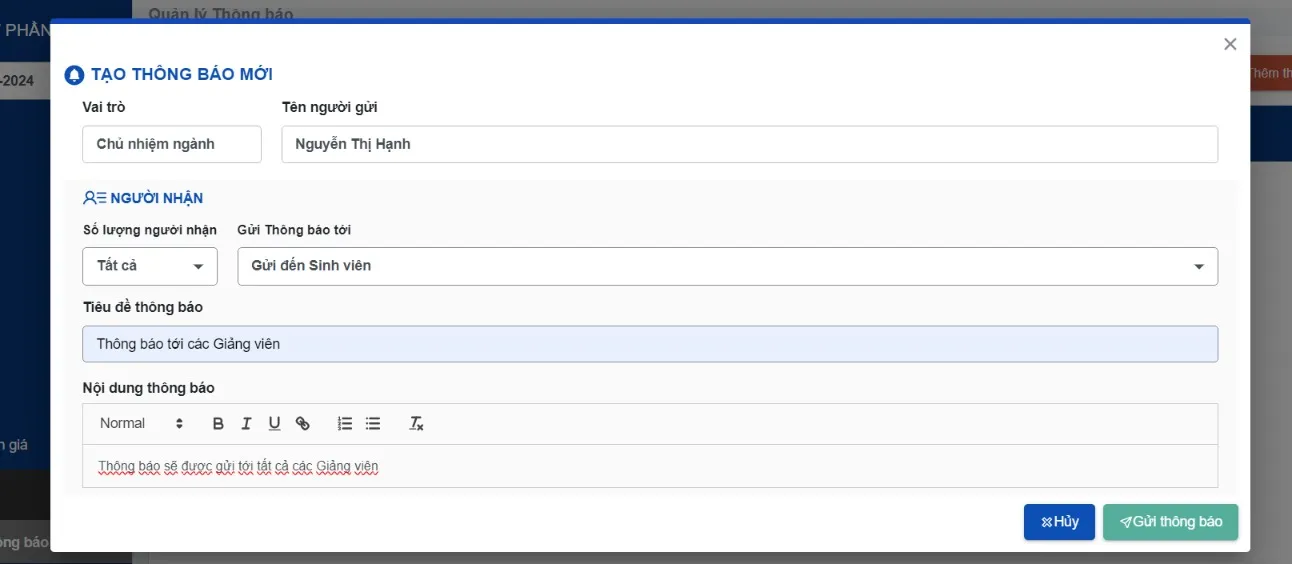 Quản lý Thông báo
PHẦN
-2024
Thêm th
TẠO THÔNG BÁO MỚI
Vai trò
Tên người gửi
Chủ nhiệm ngành
Nguyễn Thị Hạnh
NGƯỜI NHẬN
Số lượng người nhận
Gửi Thông báo tới
Tất cả
Gửi đến Sinh viên
Tiêu đề thông báo
Thông báo tới các Giảng viên
Nội dung thông báo
Normal
Thông báo sẽ được gửi tới tất cả các Giảng viên
n giá
ông báo
Hủy
Gửi thông báo